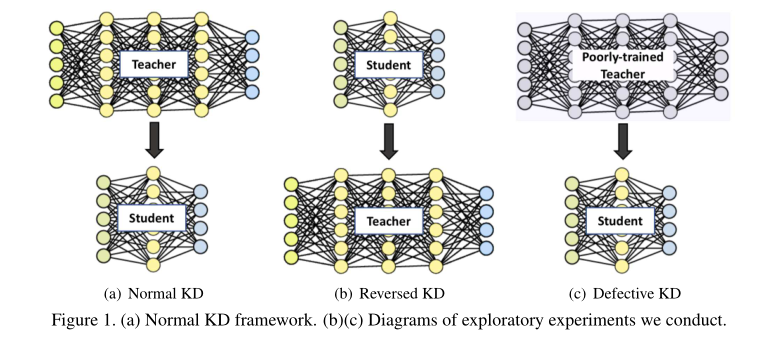 Teacher
Student
Poorly-trained
Teacher
Student
Teacher
Student
(a) Normal KD
(b) Reversed KD
(c) Defective KD
Figure 1. (a) Normal KD framework. (b)(c) Diagrams of exploratory experiments we conduct.